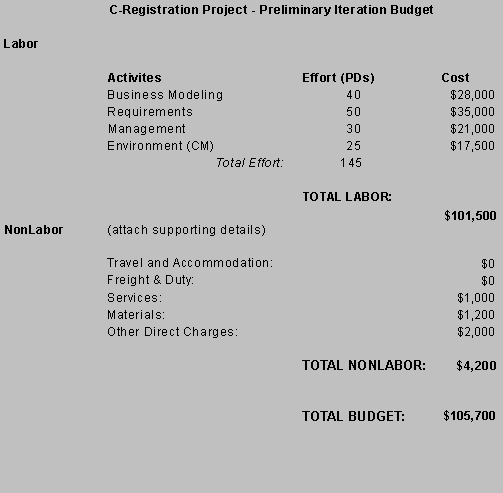 C-Registration Project - Preliminary Iteration Budget
Labor
Activites Effort (PDs) Cost
Business Modeling 40 $28,000
Requirements 50 $35,000
Management 30 $21,000
Environment (CM) 25 $17,500
Total Effort: 145
TOTAL LABOR:
$101,500
NonLabor (attach supporting details)
Travel and Accommodation: $0
Freight & Duty: $0
Services: $1,000
Materials: $1,200
Other Direct Charges: $2,000
TOTAL NONLABOR: $4,200
TOTAL BUDGET: $105,700